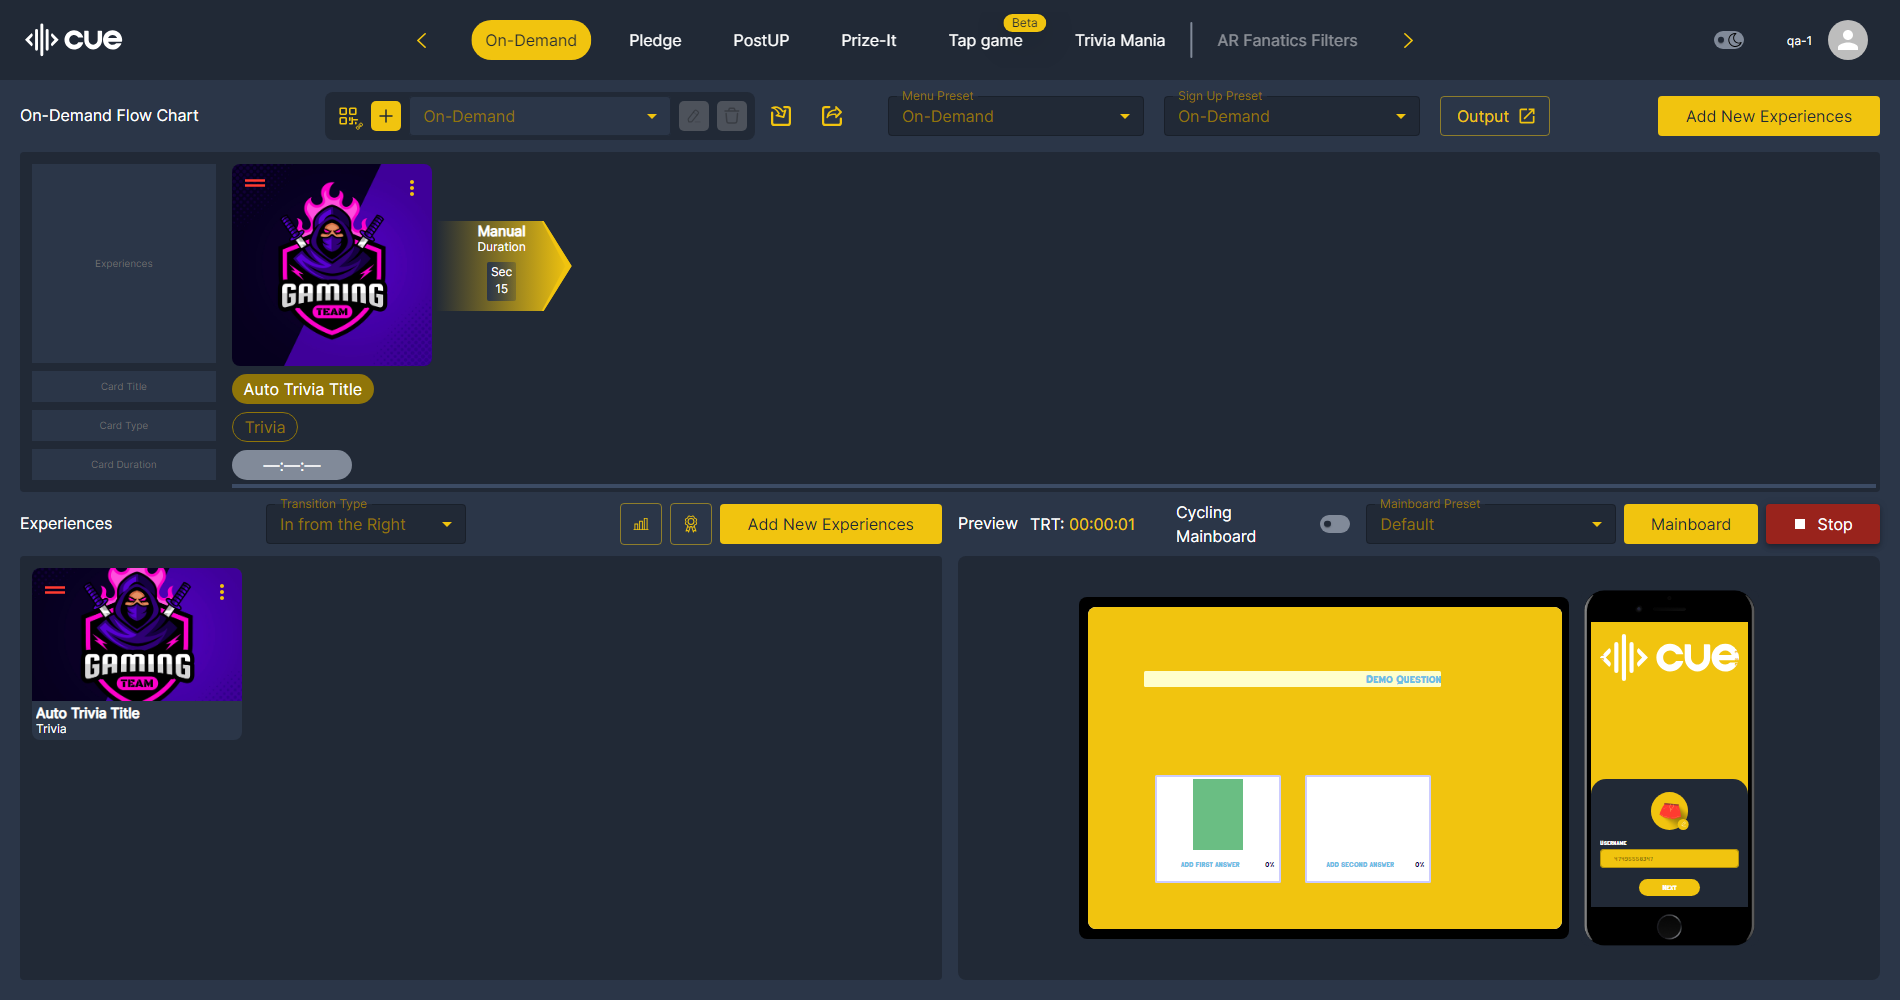 cue
On-Demand
Pledge
PostUP
Prize-It
Beta
Tap game
Trivia Mania
AR Fanatics Filters
qa-1
On-Demand Flow Chart
On-Demand
Menu Preset
On-Demand
Sign Up Preset
On-Demand
Output
Add New Experiences
Experiences
GAMING
TEAM
Manual
Duration
Sec
15
Card Title
Auto Trivia Title
Card Type
Trivia
Card Duration
—:—:—
Experiences
Transition Type
In from the Right
Add New Experiences
Preview
TRT: 00:00:01
Cycling
Mainboard
Mainboard Preset
Default
Mainboard
Stop
GAMING
TEAM
Auto Trivia Title
Trivia
Demo Question
ADD FIRST ANSWER
0%
ADD SECOND ANSWER
0%
cue
Username
NEXT